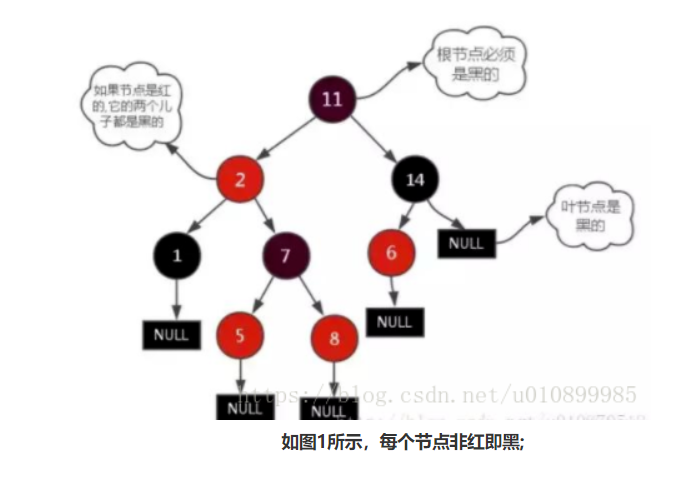 根节点必须
是黑的
如果节点是红
的,它的两个儿
子都是黑的
11
2
14
叶节点是
黑的
NULL
1
7
6
NULL
NULL
5
8
NULL
NULL
https://blog.csdn.net/u010899985
如图1所示，每个节点非红即黑;